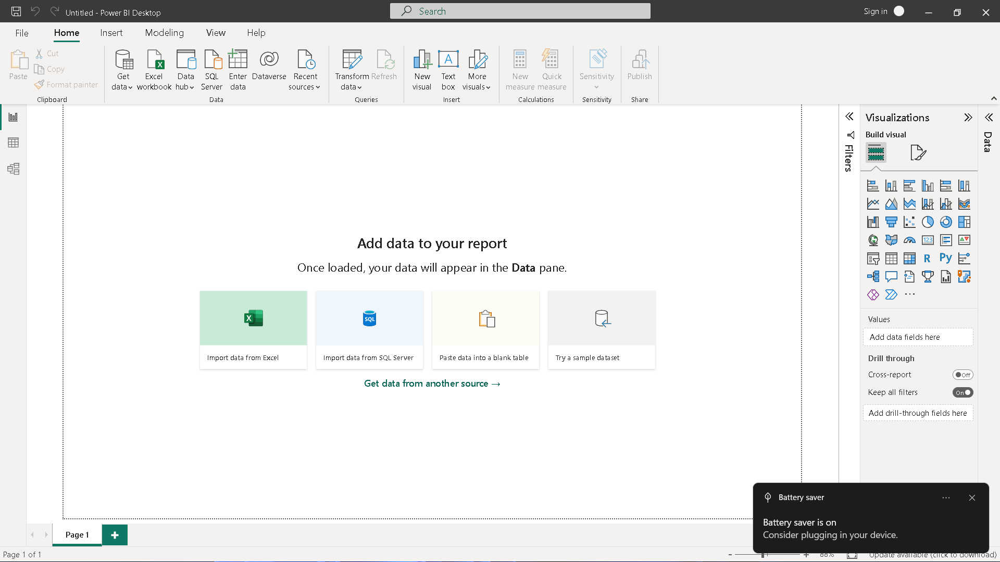 Untitled - Power BI Desktop
Search
Sign in
File
Home
Insert
Modeling
View
Help
Paste
Cut
Copy
Format painter
Clipboard
Get data
Excel workbook
Data hub
SQL Server
Enter data
Dataverse
Recent sources
Data
Transform data
Refresh
Queries
New visual
Text box
More visuals
Insert
New measure
Quick measure
Calculations
Sensitivity
Sensitivity
Publish
Share
Add data to your report
Once loaded, your data will appear in the Data pane.
SQL
Import data from Excel
Import data from SQL Server
Paste data into a blank table
Try a sample dataset
Get data from another source →
Filters
Visualizations
Build visual
123
R
Py
Values
Add data fields here
Drill through
Cross-report
Off
Keep all filters
On
Add drill-through fields here
Data
Battery saver
Battery saver is on
Consider plugging in your device.
Page 1
Page 1 of 1
88%
Update available (click to download)